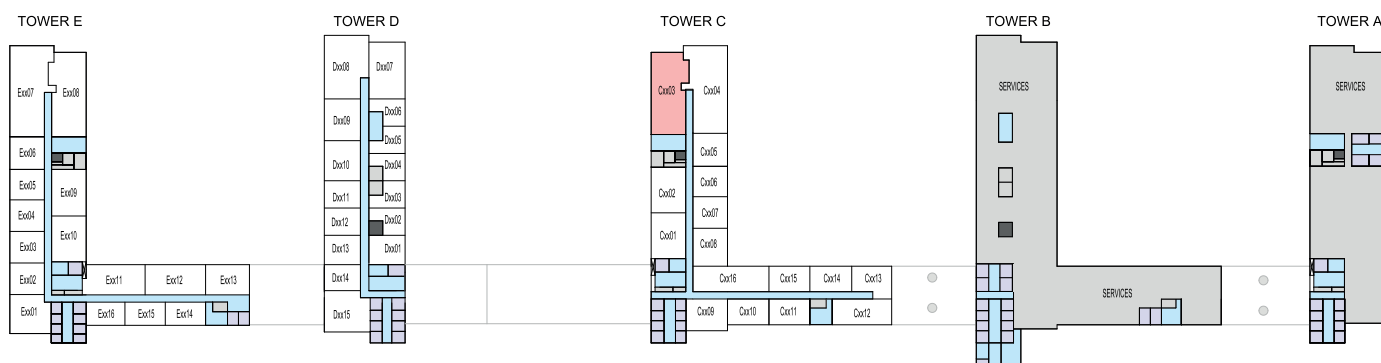 TOWER E
TOWER D
TOWER C
TOWER B
TOWER A
Exx07
Exx08
Exx06
Exx05
Exx09
Exx04
Exx03
Exx10
Exx02
Exx11
Exx12
Exx13
Exx01
Exx16
Exx15
Exx14
Dxx08
Dxx07
Dxx09
Dxx06
Dxx05
Dxx10
Dxx04
Dxx11
Dxx03
Dxx12
Dxx02
Dxx13
Dxx01
Dxx14
Dxx15
Cxx03
Cxx04
Cxx05
Cxx02
Cxx06
Cxx07
Cxx01
Cxx08
Cxx16
Cxx15
Cxx14
Cxx13
Cxx09
Cxx10
Cxx11
Cxx12
SERVICES
SERVICES
SERVICES